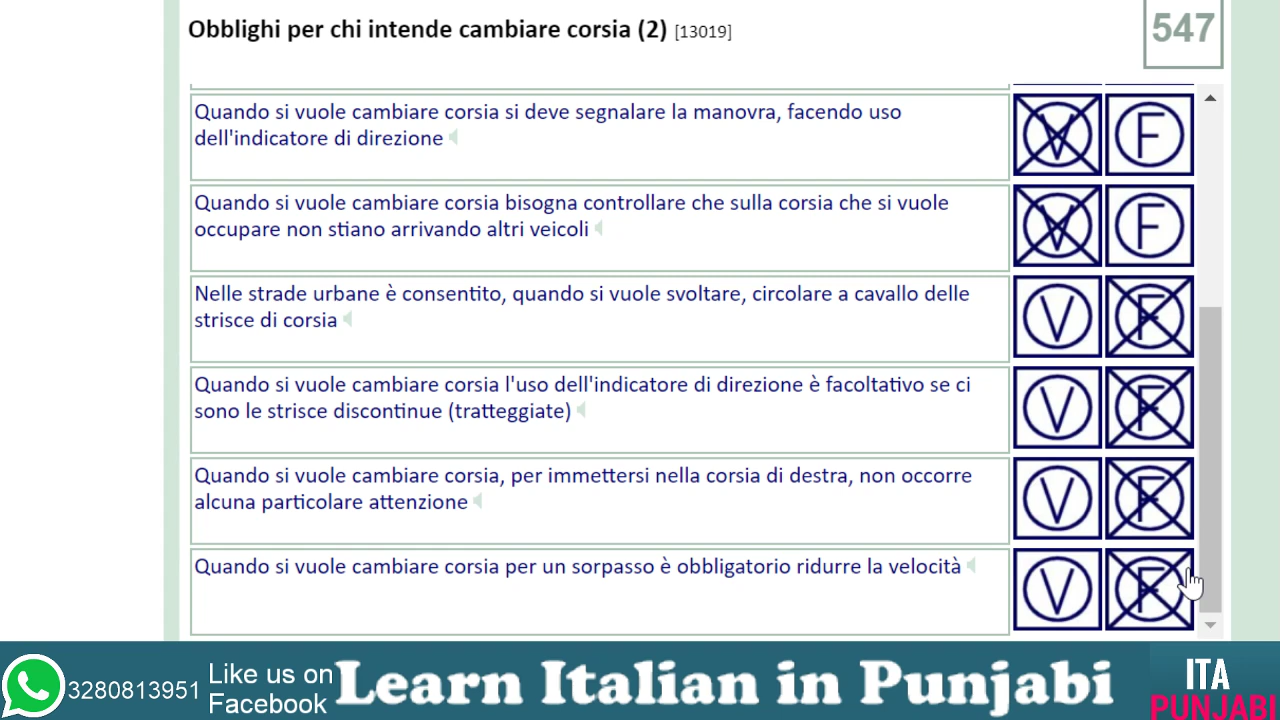 Obblighi per chi intende cambiare corsia (2) [13019]
547
Quando si vuole cambiare corsia si deve segnalare la manovra, facendo uso
dell'indicatore di direzione
V F
Quando si vuole cambiare corsia bisogna controllare che sulla corsia che si vuole
occupare non stiano arrivando altri veicoli
V F
Nelle strade urbane è consentito, quando si vuole svoltare, circolare a cavallo delle
strisce di corsia
V F
Quando si vuole cambiare corsia l'uso dell'indicatore di direzione è facoltativo se ci
sono le strisce discontinue (tratteggiate)
V F
Quando si vuole cambiare corsia, per immettersi nella corsia di destra, non occorre
alcuna particolare attenzione
V F
Quando si vuole cambiare corsia per un sorpasso è obbligatorio ridurre la velocità
V F
3280813951
Like us on
Facebook
Learn Italian in Punjabi
ITA
PUNJABI